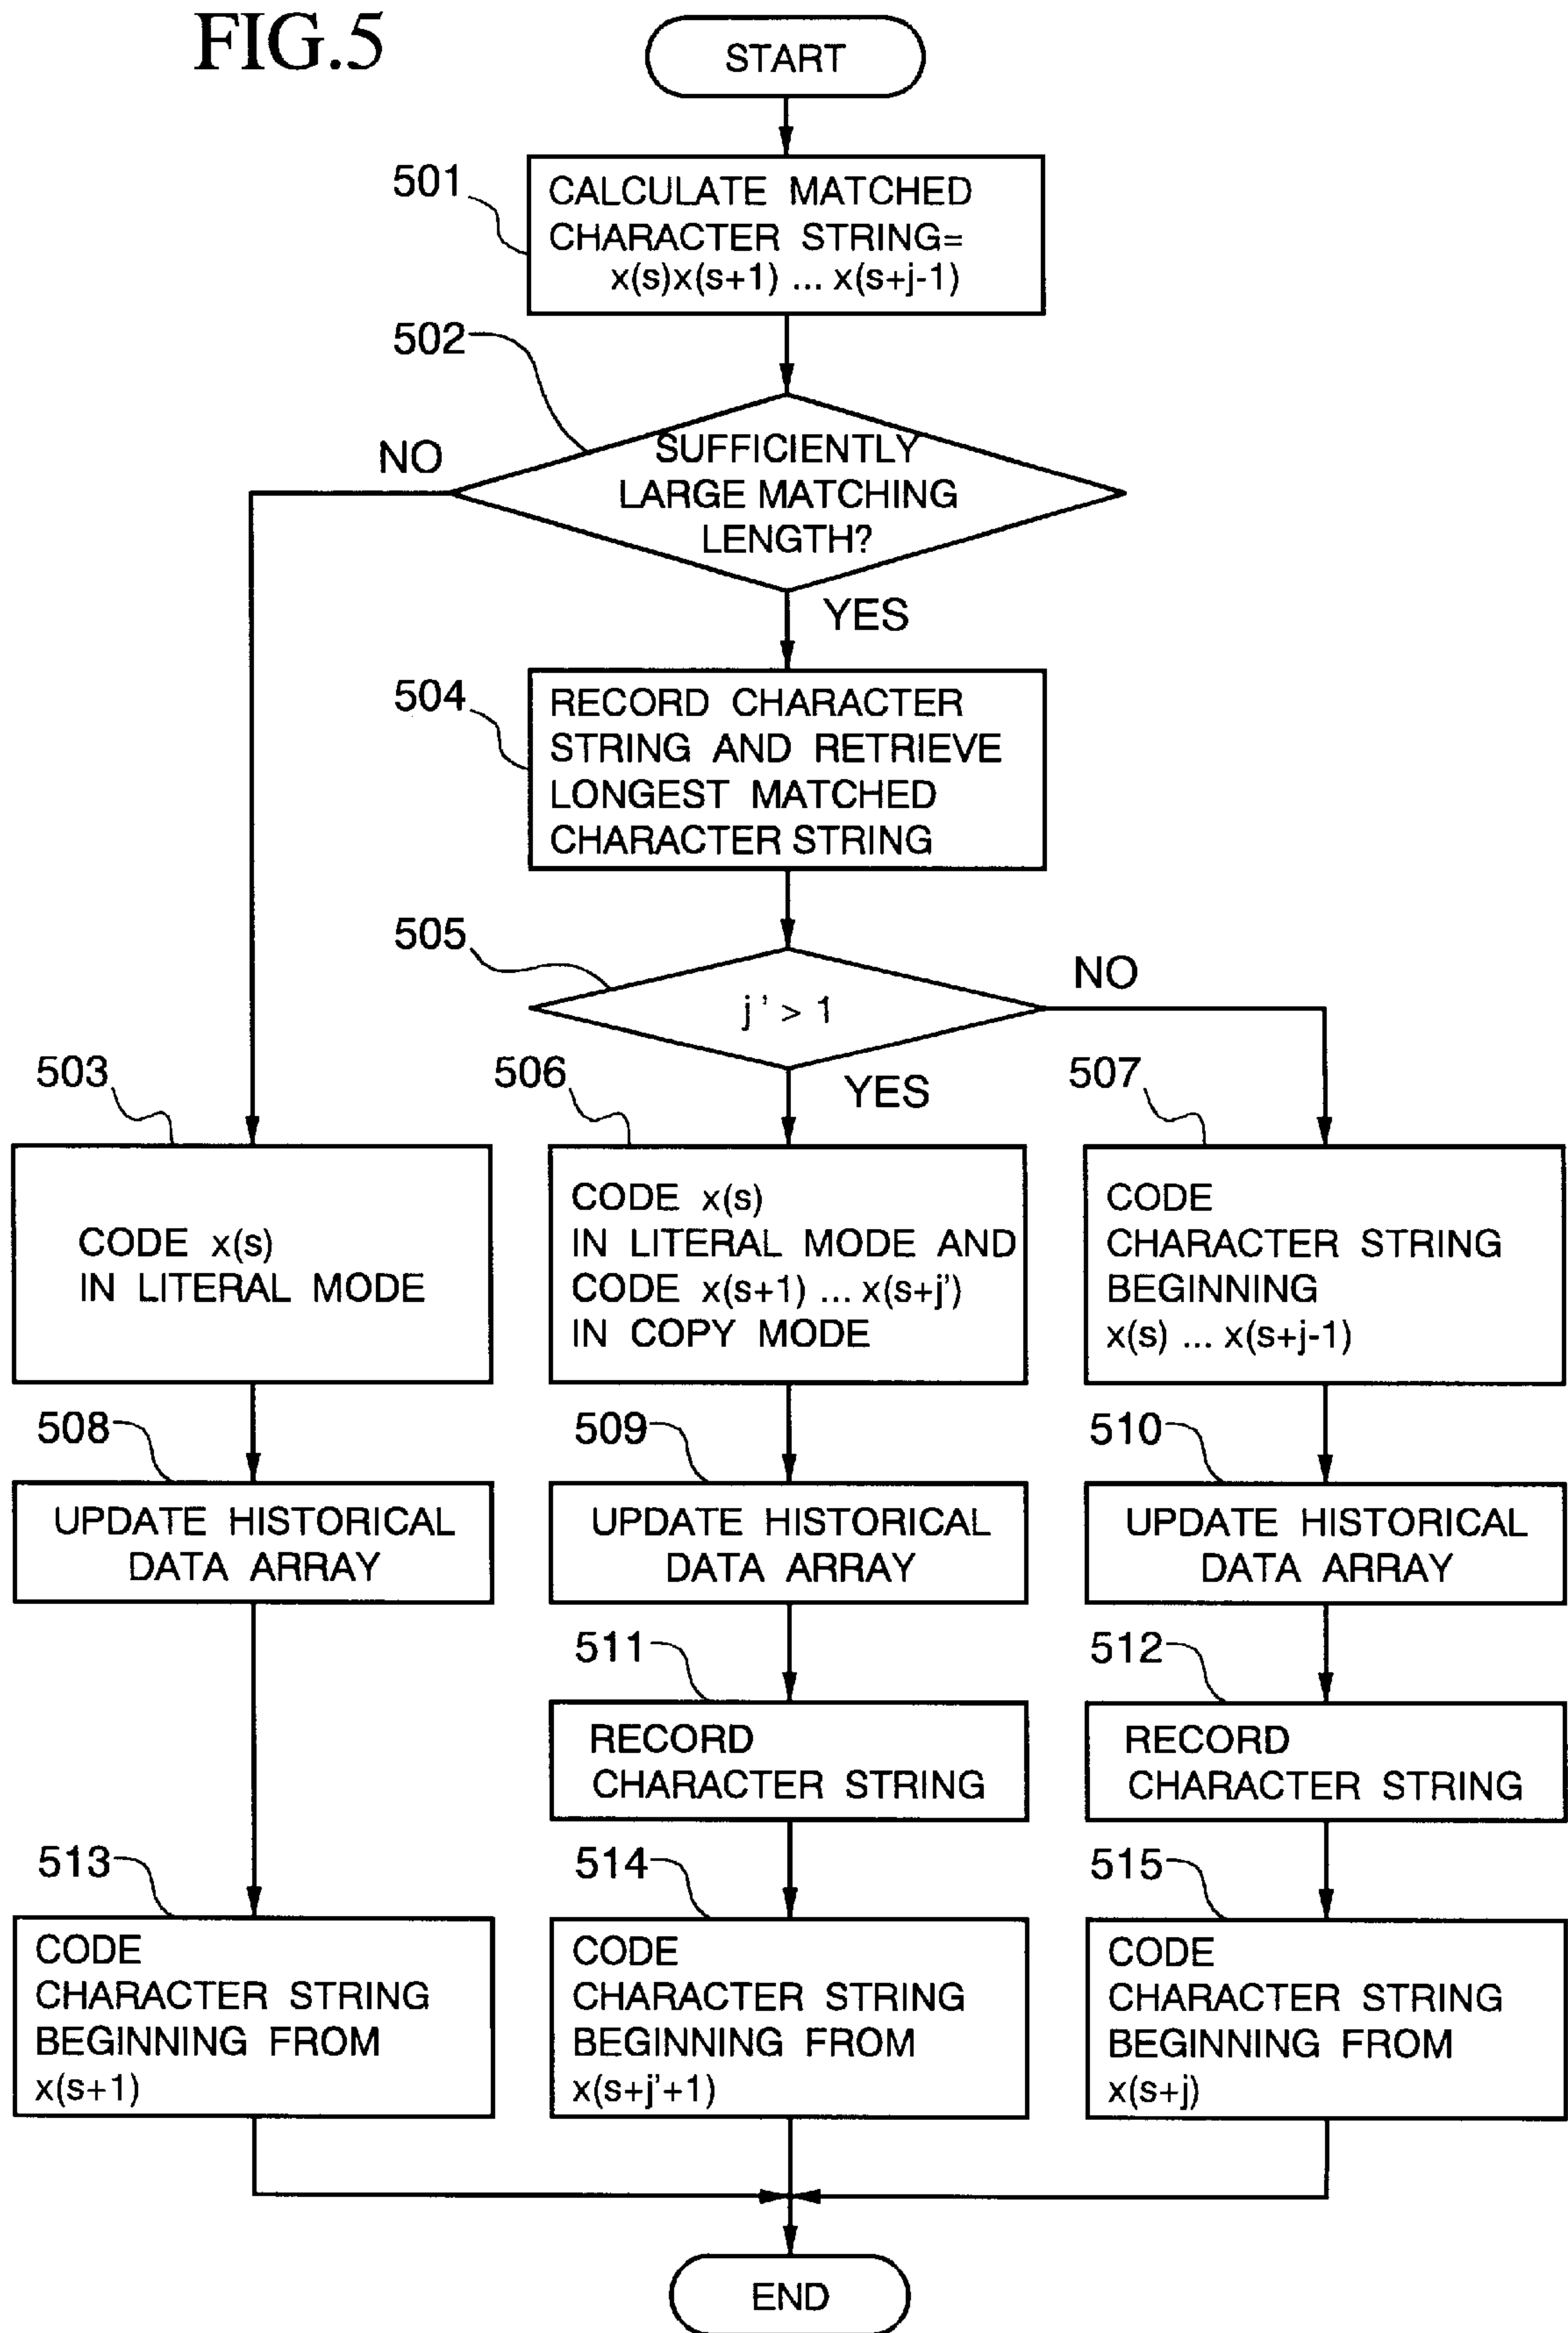 FIG.5
START
501
CALCULATE MATCHED
CHARACTER STRING=
x(s)x(s+1) ... x(s+j-1)
502
NO
SUFFICIENTLY
LARGE MATCHING
LENGTH?
YES
504
RECORD CHARACTER
STRING AND RETRIEVE
LONGEST MATCHED
CHARACTER STRING
505
j' > 1
NO
YES
503
CODE x(s)
IN LITERAL MODE
506
CODE x(s)
IN LITERAL MODE AND
CODE x(s+1) ... x(s+j')
IN COPY MODE
507
CODE
CHARACTER STRING
BEGINNING
x(s) ... x(s+j-1)
508
UPDATE HISTORICAL
DATA ARRAY
509
UPDATE HISTORICAL
DATA ARRAY
510
UPDATE HISTORICAL
DATA ARRAY
511
RECORD
CHARACTER STRING
512
RECORD
CHARACTER STRING
513
CODE
CHARACTER STRING
BEGINNING FROM
x(s+1)
514
CODE
CHARACTER STRING
BEGINNING FROM
x(s+j'+1)
515
CODE
CHARACTER STRING
BEGINNING FROM
x(s+j)
END